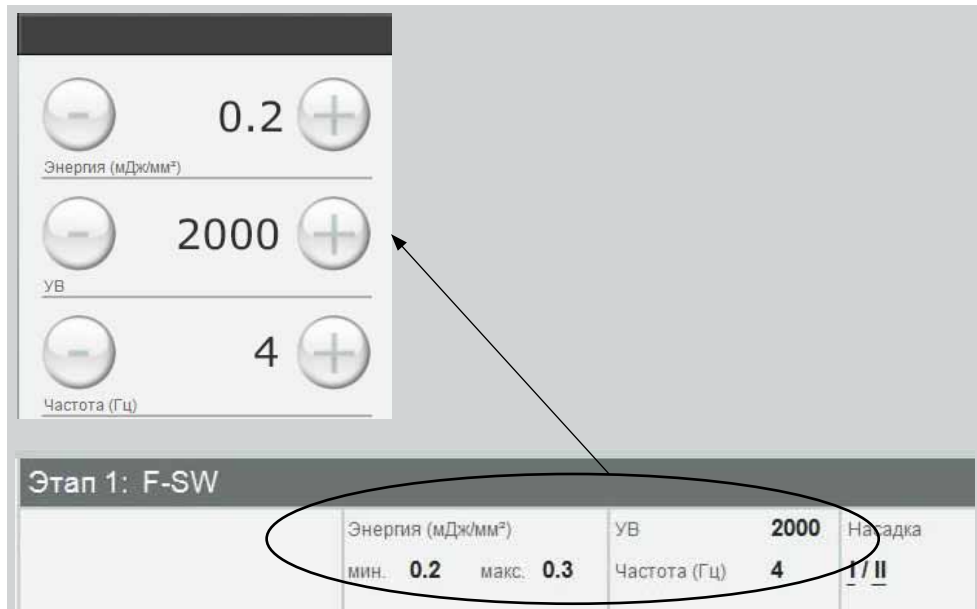 0.2
Энергия (мДж/мм²)
2000
УВ
4
Частота (Гц)
Этап 1: F-SW
Энергия (мДж/мм²) УВ 2000 Насадка
мин. 0.2 макс. 0.3 Частота (Гц) 4 I / II